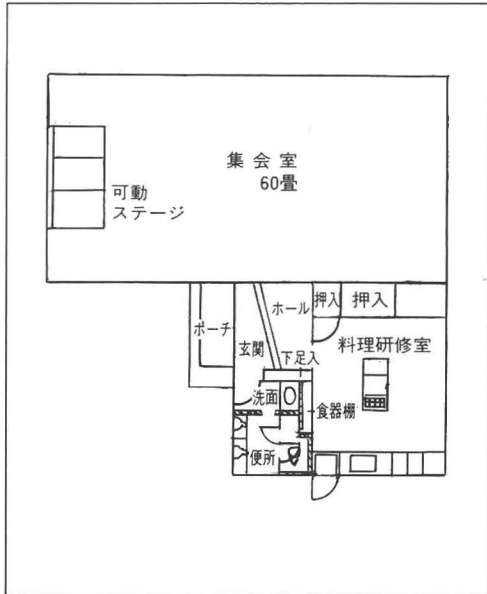 集会室
60畳
可動
ステージ
ホール
押入
押入
ポーチ
玄関
下足入
料理研修室
洗面
食器棚
便所